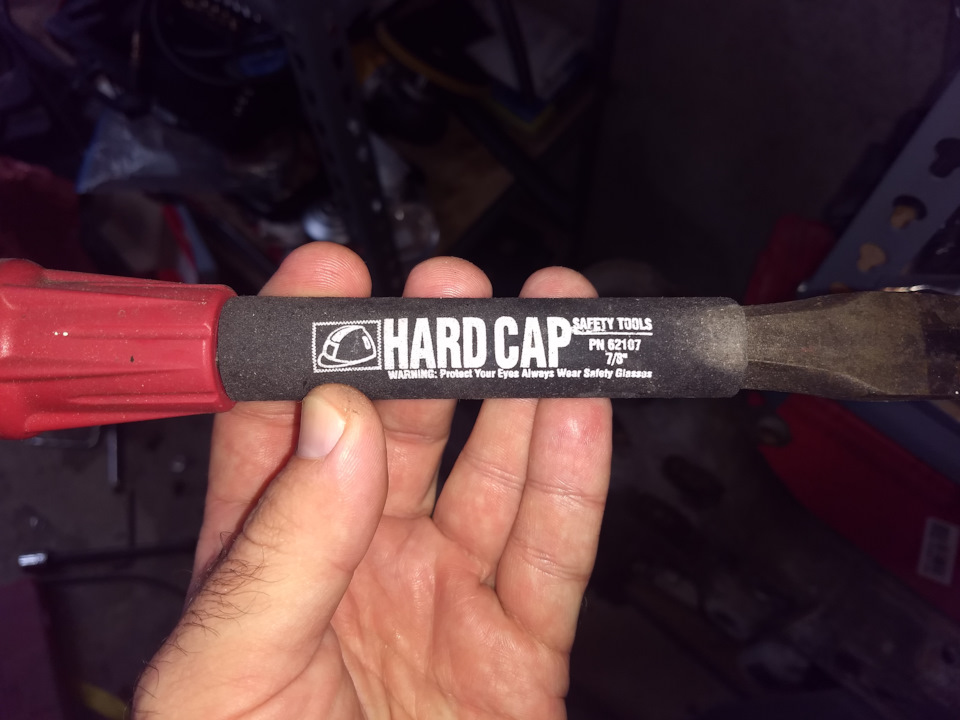 HARD CAP SAFETY TOOLS
PN 62107
7/8"
WARNING: Protect Your Eyes Always Wear Safety Glasses